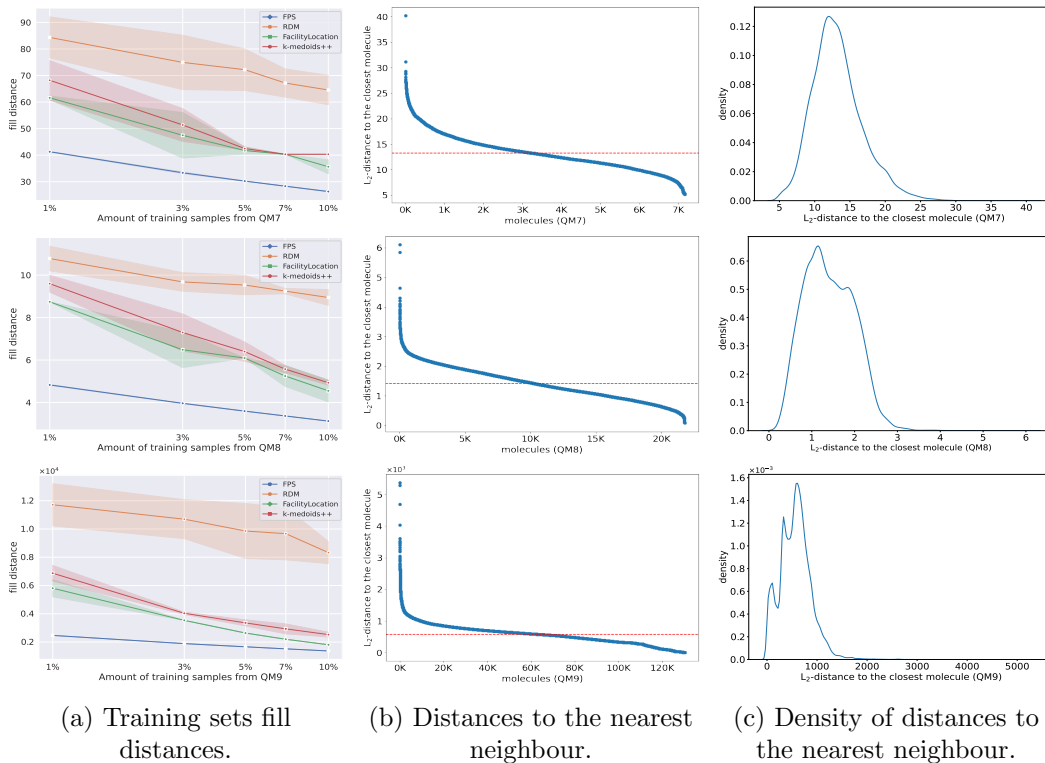 90
80
70
60
50
40
30
fill distance
1%
3%
5%
7%
10%
Amount of training samples from QM7
FPS
RDM
FacilityLocation
k-medoids++
40
35
30
25
20
15
10
5
L2-distance to the closest molecule
0K
1K
2K
3K
4K
5K
6K
7K
molecules (QM7)
0.12
0.10
0.08
0.06
0.04
0.02
0.00
density
5
10
15
20
25
30
35
40
L2-distance to the closest molecule (QM7)
10
8
6
4
fill distance
1%
3%
5%
7%
10%
Amount of training samples from QM8
FPS
RDM
FacilityLocation
k-medoids++
6
5
4
3
2
1
0
L2-distance to the closest molecule
0K
5K
10K
15K
20K
molecules (QM8)
0.6
0.5
0.4
0.3
0.2
0.1
0.0
density
0
1
2
3
4
5
6
L2-distance to the closest molecule (QM8)
×10⁴
1.2
1.0
0.8
0.6
0.4
0.2
fill distance
1%
3%
5%
7%
10%
Amount of training samples from QM9
FPS
RDM
FacilityLocation
k-medoids++
×10³
5
4
3
2
1
0
L2-distance to the closest molecule
0K
20K
40K
60K
80K
100K
120K
molecules (QM9)
×10⁻³
1.6
1.4
1.2
1.0
0.8
0.6
0.4
0.2
0.0
density
0
1000
2000
3000
4000
5000
L2-distance to the closest molecule (QM9)
(a) Training sets fill
distances.
(b) Distances to the nearest
neighbour.
(c) Density of distances to
the nearest neighbour.